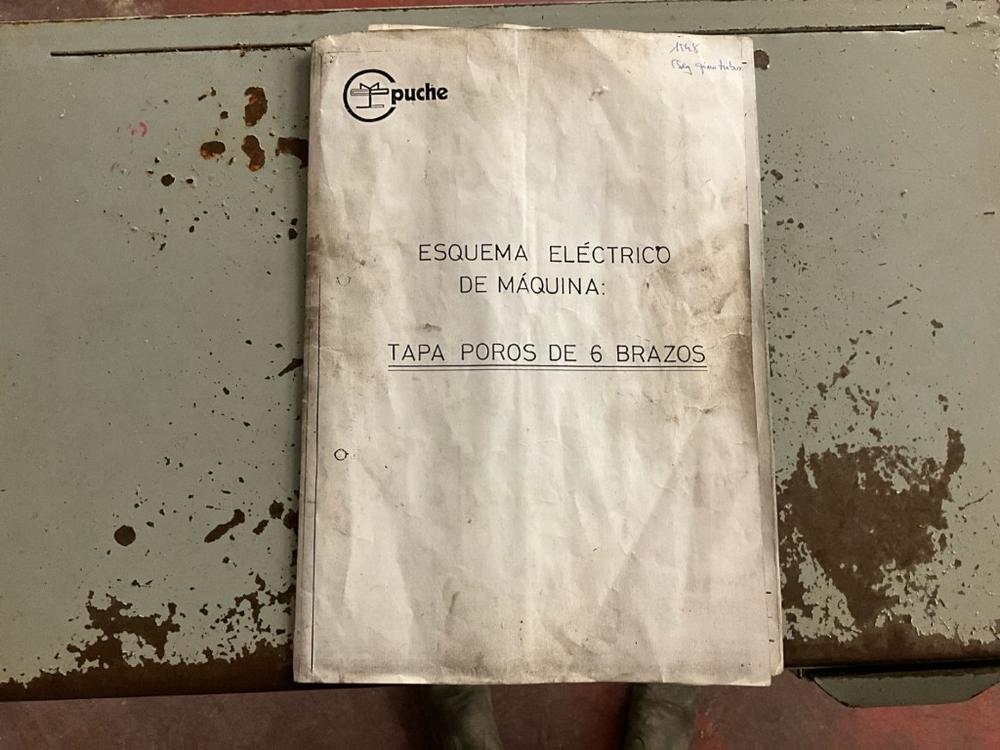 puche
ESQUEMA ELÉCTRICO
DE MÁQUINA:
TAPA POROS DE 6 BRAZOS